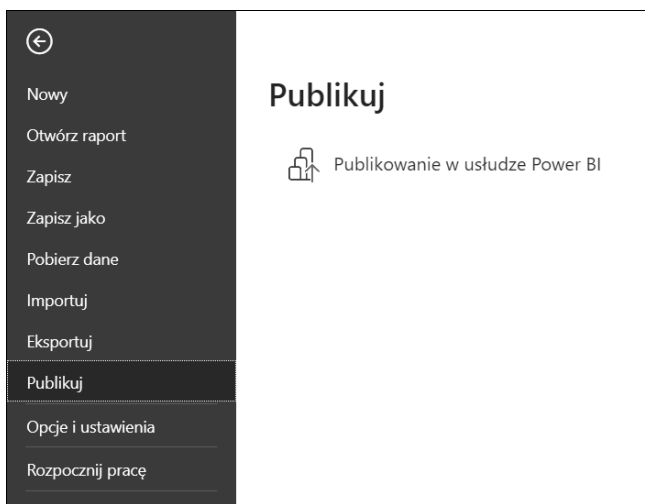 Nowy
Otwórz raport
Zapisz
Zapisz jako
Pobierz dane
Importuj
Eksportuj
Publikuj
Opcje i ustawienia
Rozpocznij pracę
Publikuj
Publikowanie w usłudze Power BI